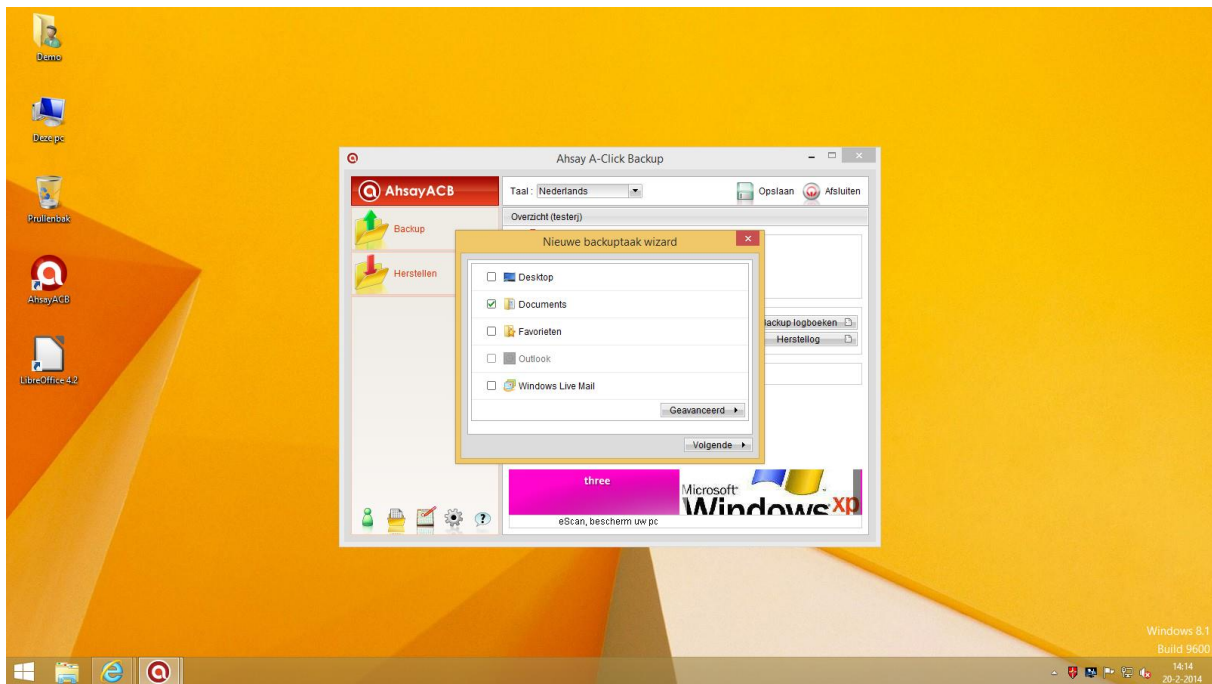 Demo
Deze pc
Prullenbak
AhsayACB
LibreOffice 4.2
Ahsay A-Click Backup
AhsayACB
Taal : Nederlands
Opslaan
Afsluiten
Backup
Herstellen
Overzicht (testerj)
Nieuwe backuptaak wizard
Desktop
Documents
Favorieten
Outlook
Windows Live Mail
Geavanceerd
Volgende
Backup logboeken
Herstellog
three
Microsoft
Windows xp
eScan, bescherm uw pc
Windows 8.1
Build 9600
14:14
20-2-2014